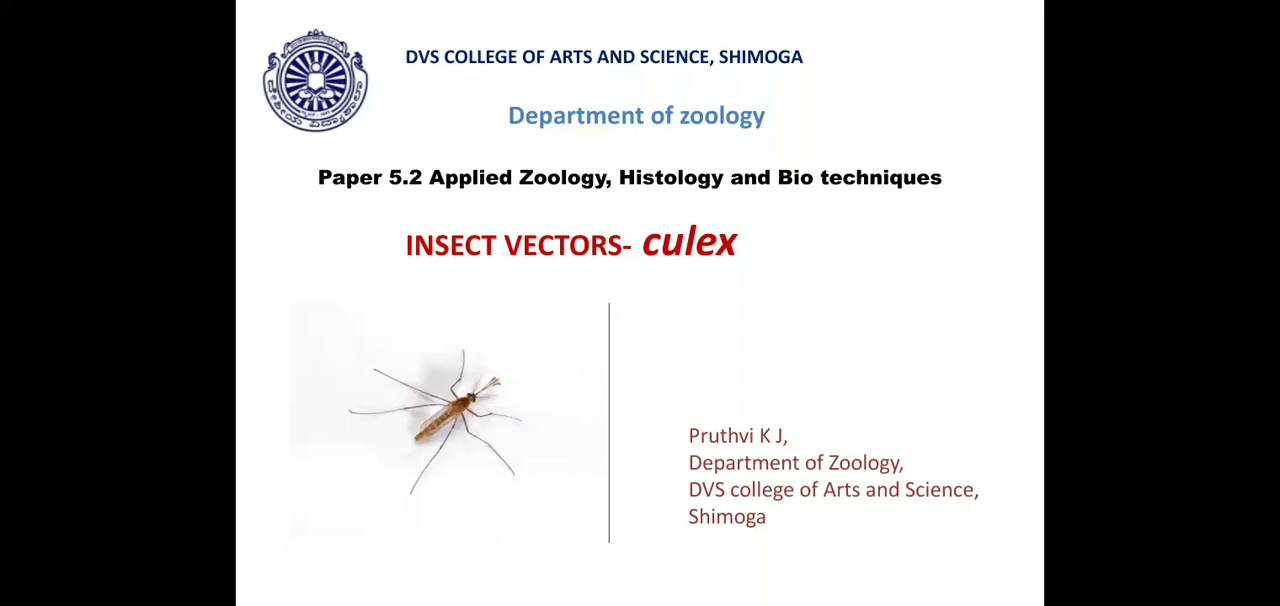 DVS COLLEGE OF ARTS AND SCIENCE, SHIMOGA
Department of zoology
Paper 5.2 Applied Zoology, Histology and Bio techniques
INSECT VECTORS- culex
Pruthvi K J,
Department of Zoology,
DVS college of Arts and Science,
Shimoga